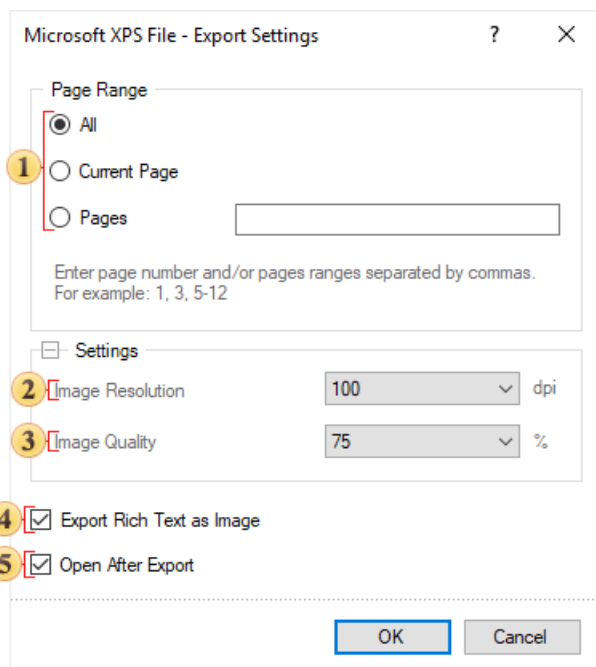 Microsoft XPS File - Export Settings ?
Page Range
All
1
Current Page
Pages
Enter page number and/or pages ranges separated by commas.
For example: 1, 3, 5-12
Settings
2 Image Resolution 100 dpi
3 Image Quality 75 %
4 Export Rich Text as Image
5 Open After Export
OK Cancel